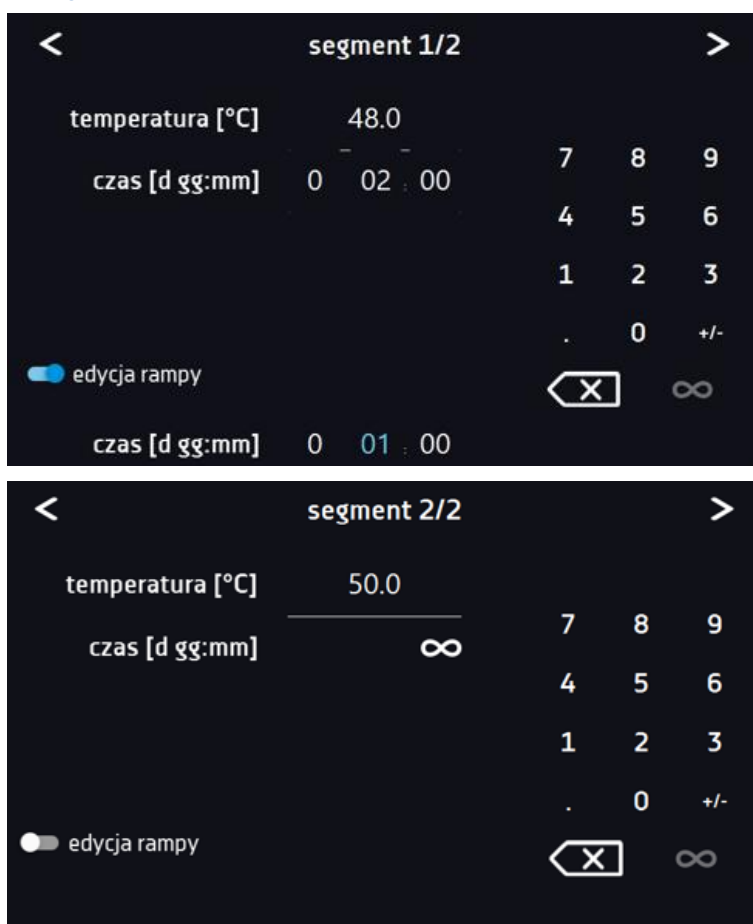 < segment 1/2 >
temperatura [°C] 48.0
czas [d gg:mm] 0 02 : 00
7 8 9
4 5 6
1 2 3
. 0 +/-
edycja rampy
∞
czas [d gg:mm] 0 01 : 00
< segment 2/2 >
temperatura [°C] 50.0
czas [d gg:mm] ∞
7 8 9
4 5 6
1 2 3
. 0 +/-
edycja rampy
∞